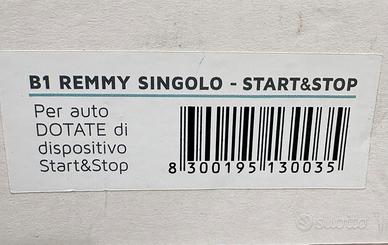 B1 REMMY SINGOLO - START&STOP
Per auto
DOTATE di
dispositivo
Start&Stop
8 300195 130035
subito